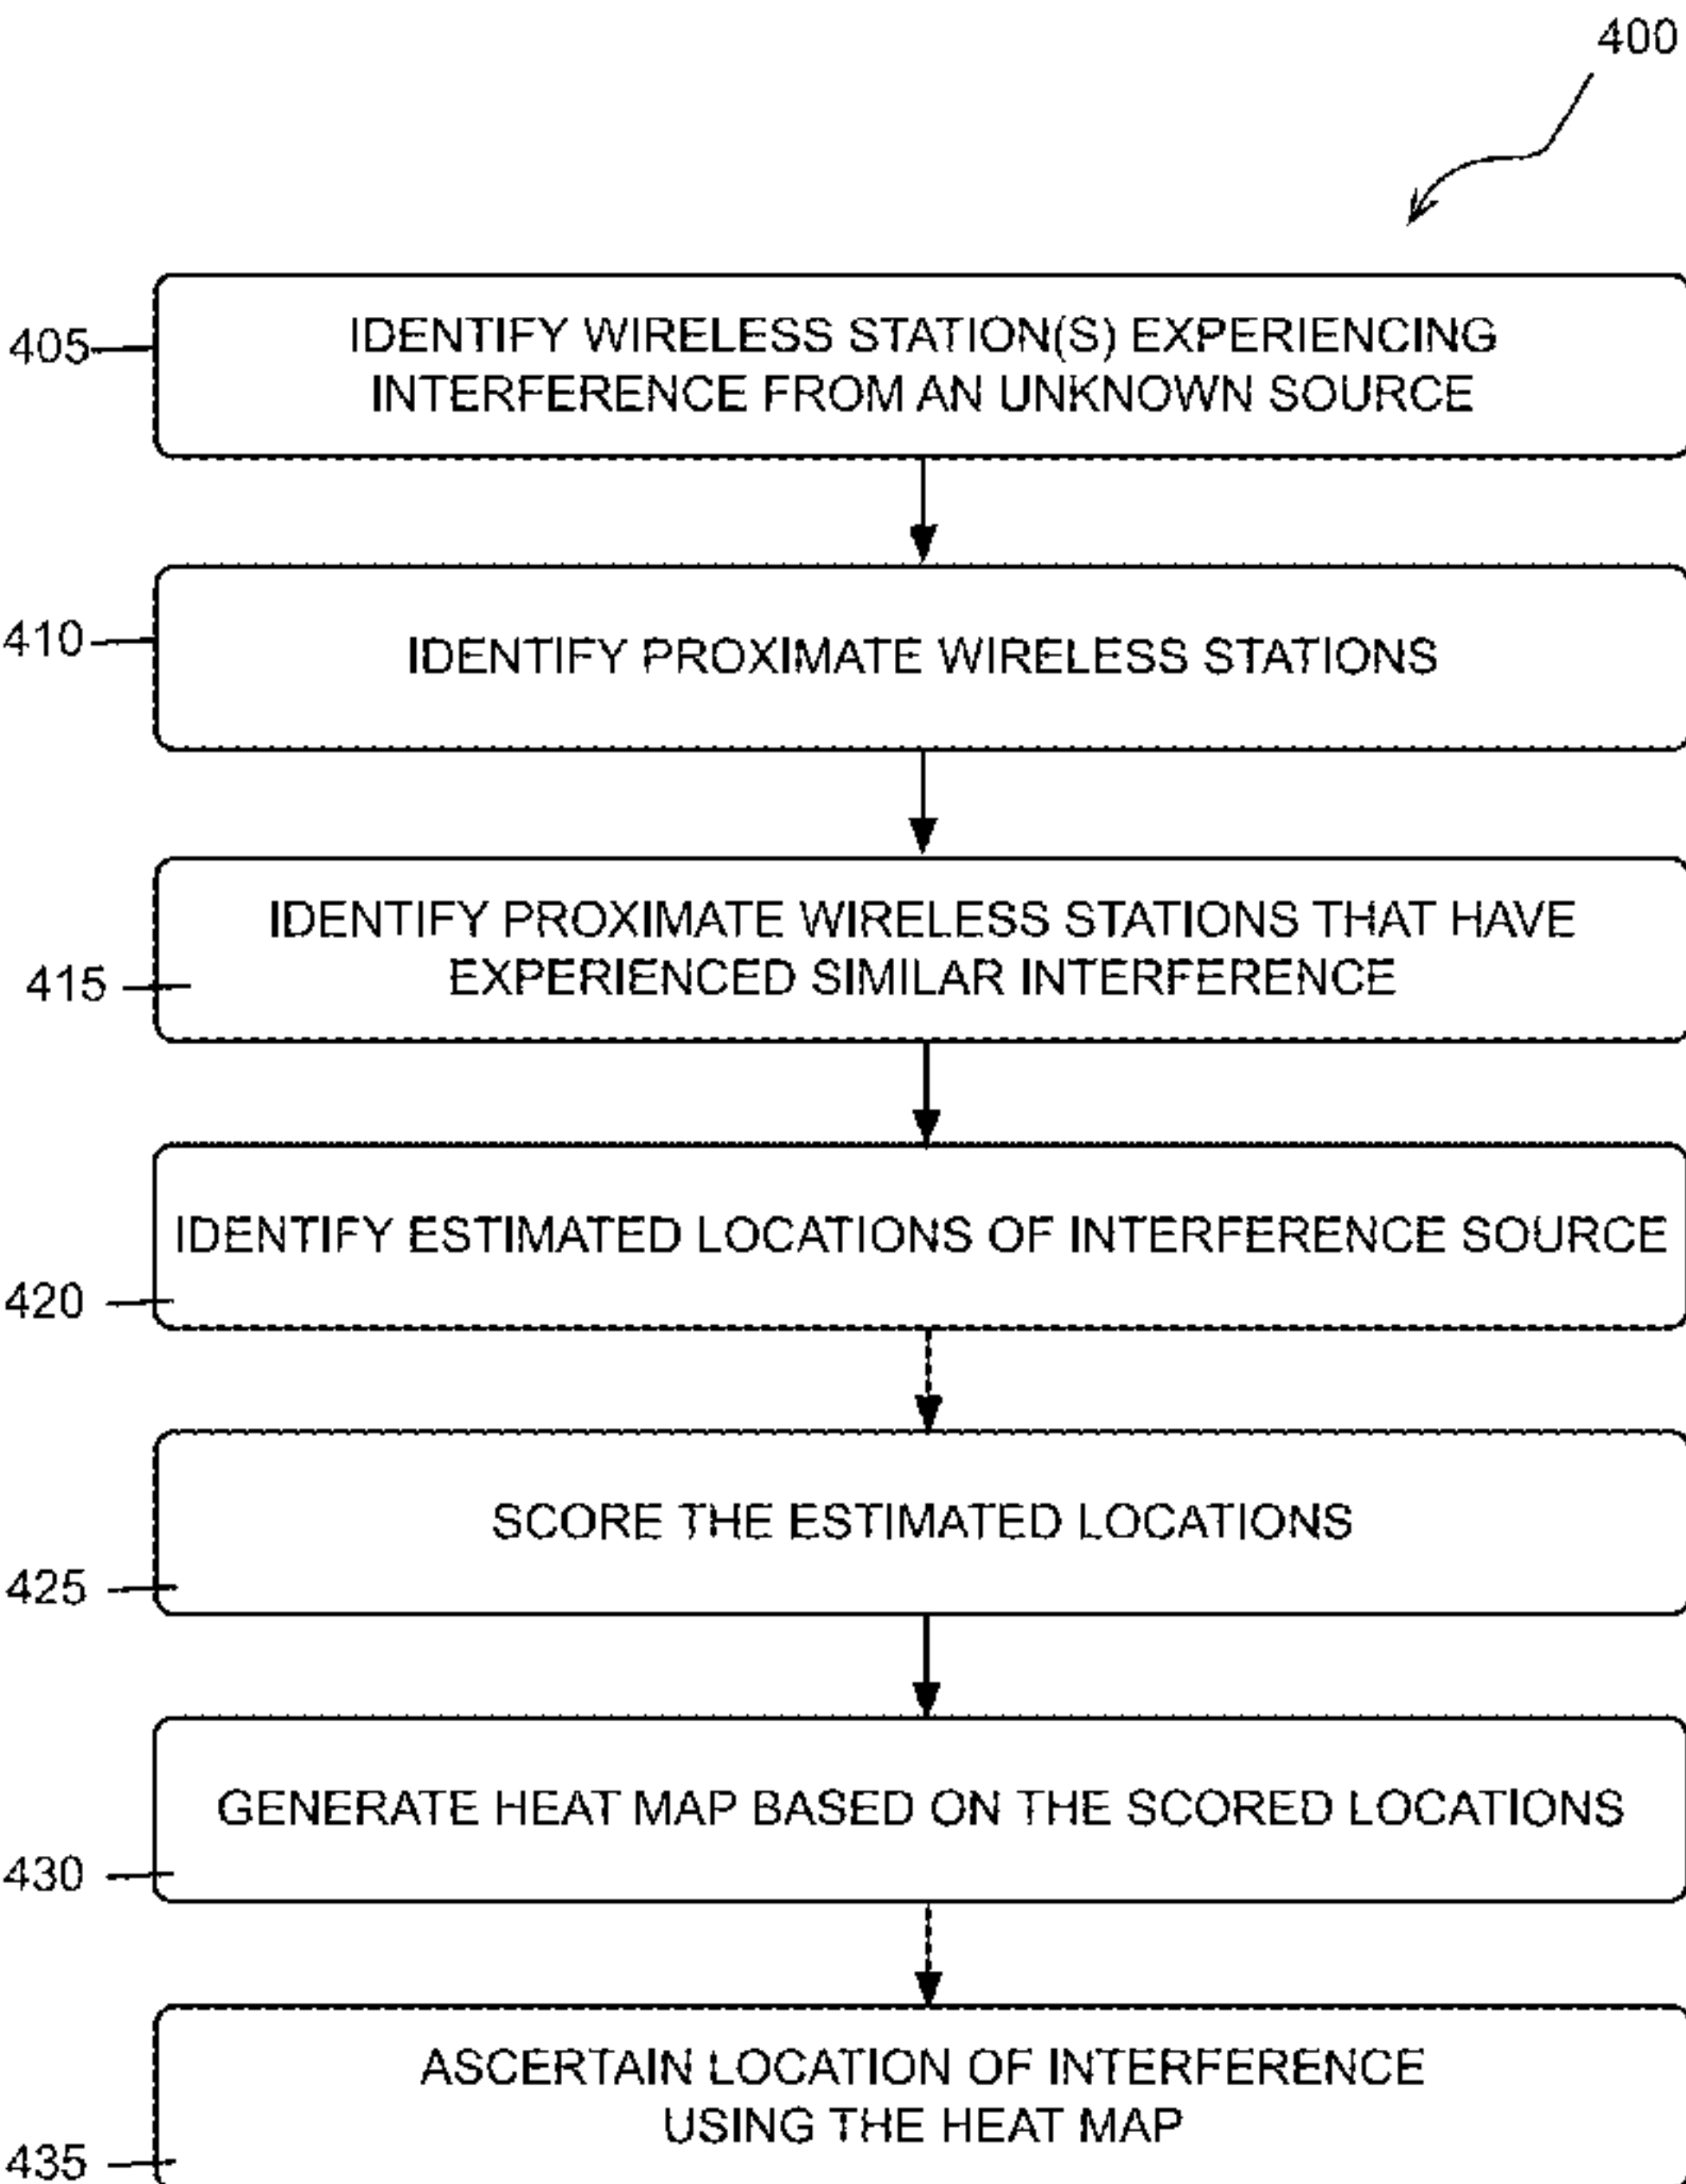 400
405
IDENTIFY WIRELESS STATION(S) EXPERIENCING
INTERFERENCE FROM AN UNKNOWN SOURCE
410
IDENTIFY PROXIMATE WIRELESS STATIONS
IDENTIFY PROXIMATE WIRELESS STATIONS THAT HAVE
EXPERIENCED SIMILAR INTERFERENCE
415
IDENTIFY ESTIMATED LOCATIONS OF INTERFERENCE SOURCE
420
SCORE THE ESTIMATED LOCATIONS
425
GENERATE HEAT MAP BASED ON THE SCORED LOCATIONS
430
ASCERTAIN LOCATION OF INTERFERENCE
USING THE HEAT MAP
435